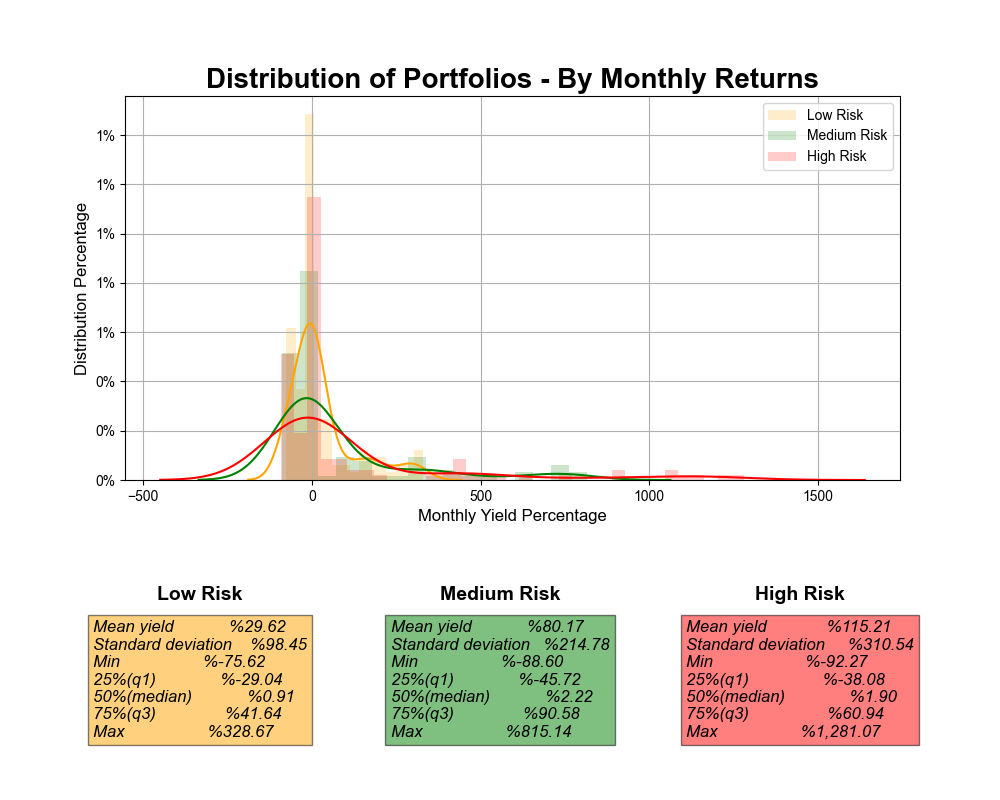 Distribution of Portfolios - By Monthly Returns
Low Risk
Medium Risk
High Risk
Distribution Percentage
1%
1%
1%
1%
1%
0%
0%
0%
−500
0
500
1000
1500
Monthly Yield Percentage
Low Risk
Mean yield %29.62
Standard deviation %98.45
Min %-75.62
25%(q1) %-29.04
50%(median) %0.91
75%(q3) %41.64
Max %328.67
Medium Risk
Mean yield %80.17
Standard deviation %214.78
Min %-88.60
25%(q1) %-45.72
50%(median) %2.22
75%(q3) %90.58
Max %815.14
High Risk
Mean yield %115.21
Standard deviation %310.54
Min %-92.27
25%(q1) %-38.08
50%(median) %1.90
75%(q3) %60.94
Max %1,281.07